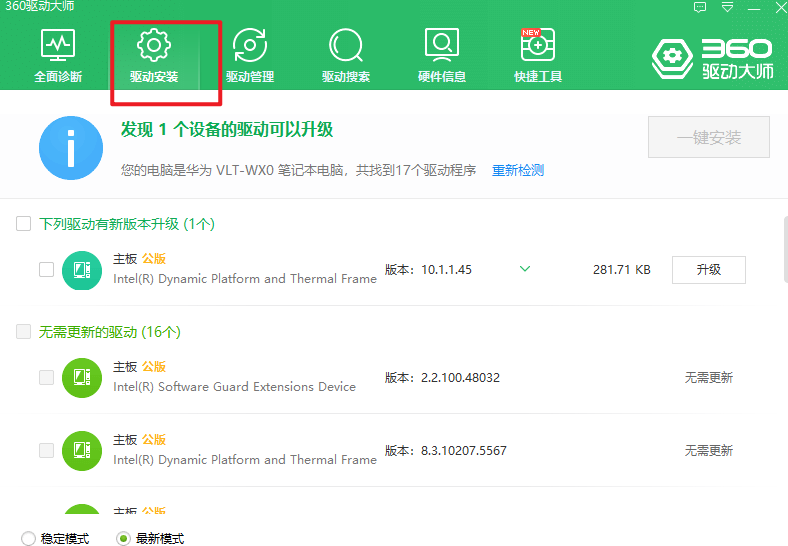 360驱动大师
全面诊断
驱动安装
驱动管理
驱动搜索
硬件信息
NEW
快捷工具
360
驱动大师
发现 1 个设备的驱动可以升级
您的电脑是华为 VLT-WX0 笔记本电脑，共找到17个驱动程序 重新检测
一键安装
下列驱动有新版本升级 (1个)
主板 公版
Intel(R) Dynamic Platform and Thermal Frame
版本：10.1.1.45
281.71 KB
升级
无需更新的驱动 (16个)
主板 公版
Intel(R) Software Guard Extensions Device
版本：2.2.100.48032
无需更新
主板 公版
Intel(R) Dynamic Platform and Thermal Frame
版本：8.3.10207.5567
无需更新
主板 公版
稳定模式 最新模式